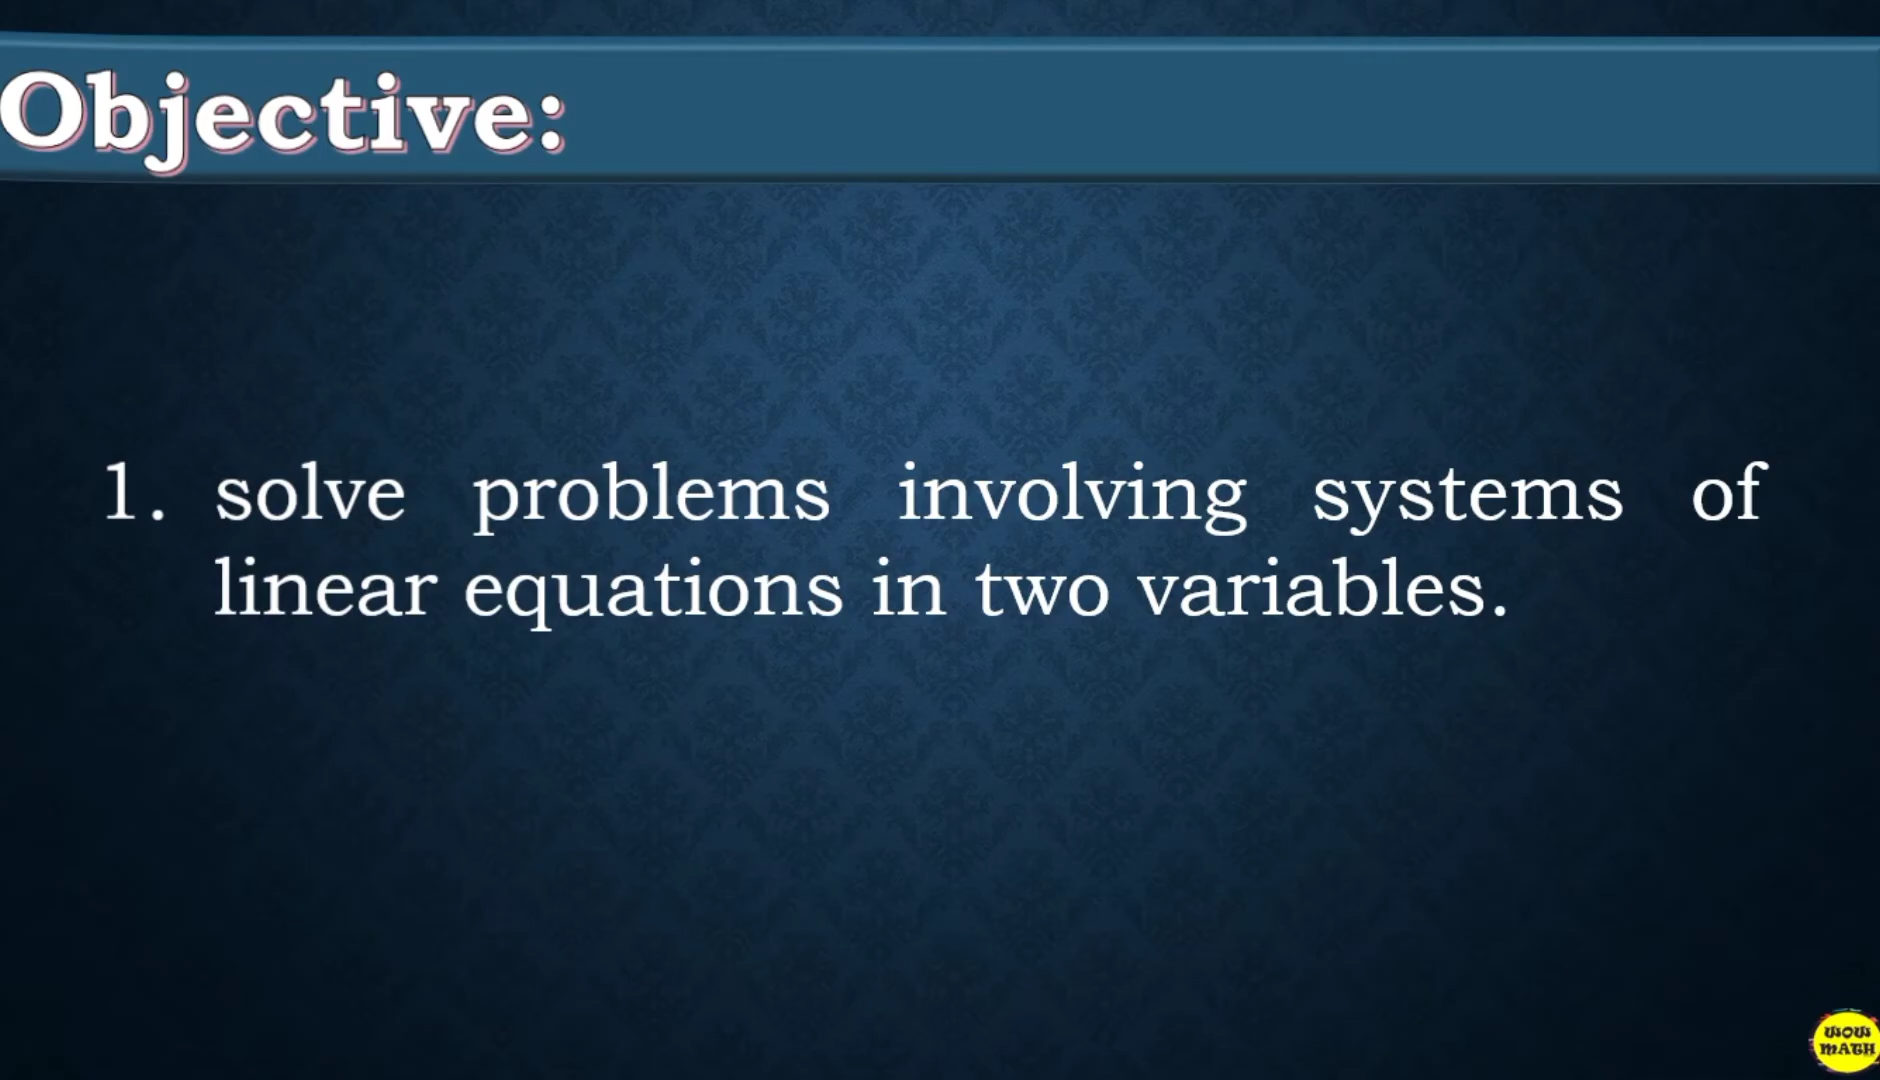 Objective:
1. solve problems involving systems of
linear equations in two variables.
WOW
MATH